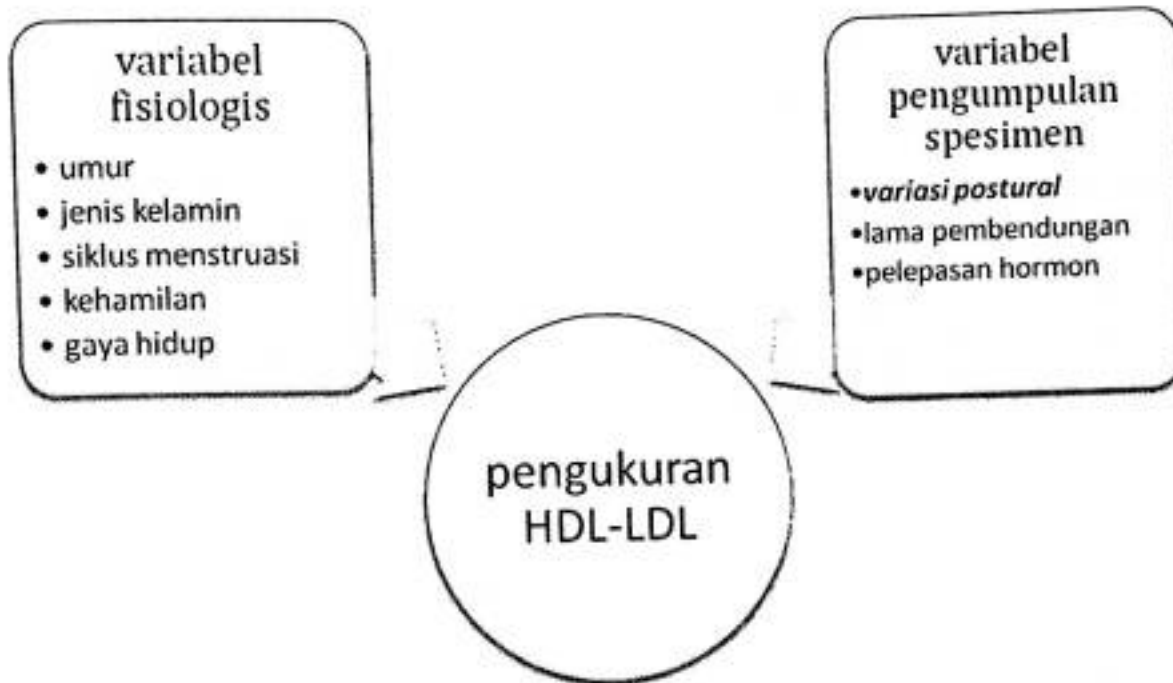 variabel
fisiologis
• umur
• jenis kelamin
• siklus menstruasi
• kehamilan
• gaya hidup
variabel
pengumpulan
spesimen
•variasi postural
•lama pembendungan
•pelepasan hormon
pengukuran
HDL-LDL